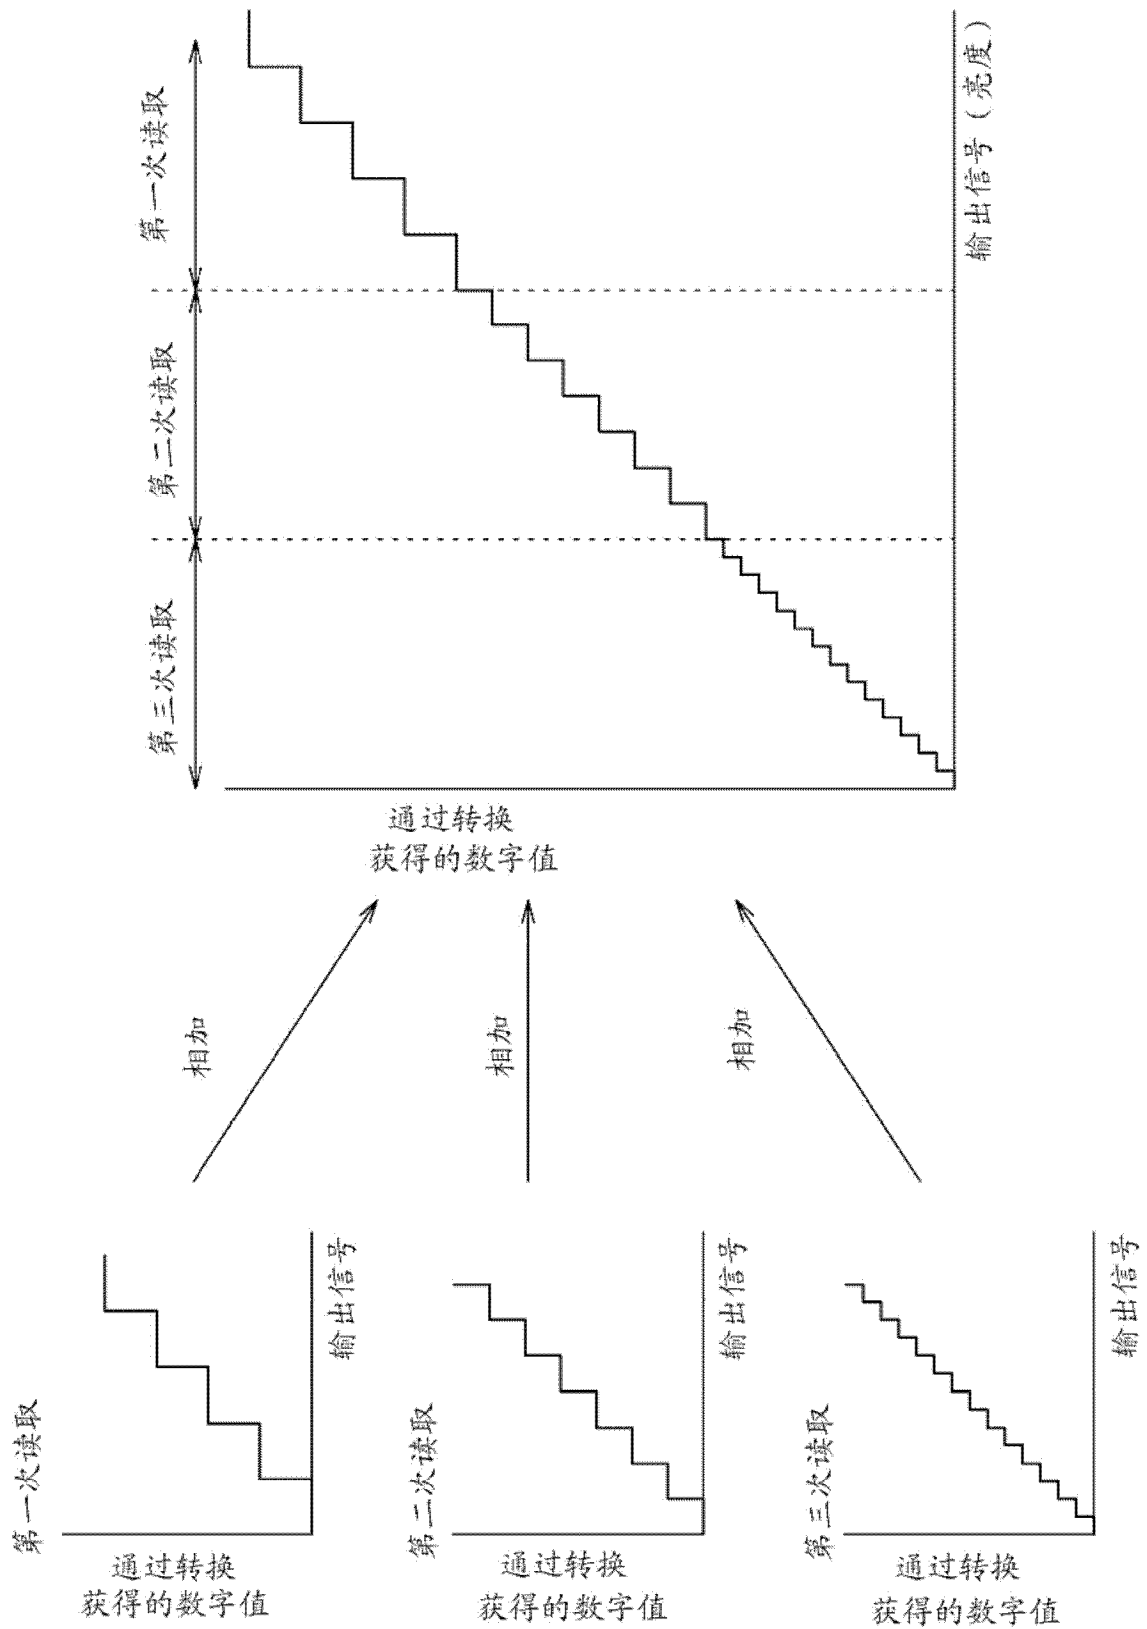 输出信号（亮度）
第一次读取
第二次读取
第三次读取
通过转换
获得的数字值
相加
相加
相加
第一次读取
输出信号
通过转换
获得的数字值
第二次读取
输出信号
通过转换
获得的数字值
第三次读取
输出信号
通过转换
获得的数字值